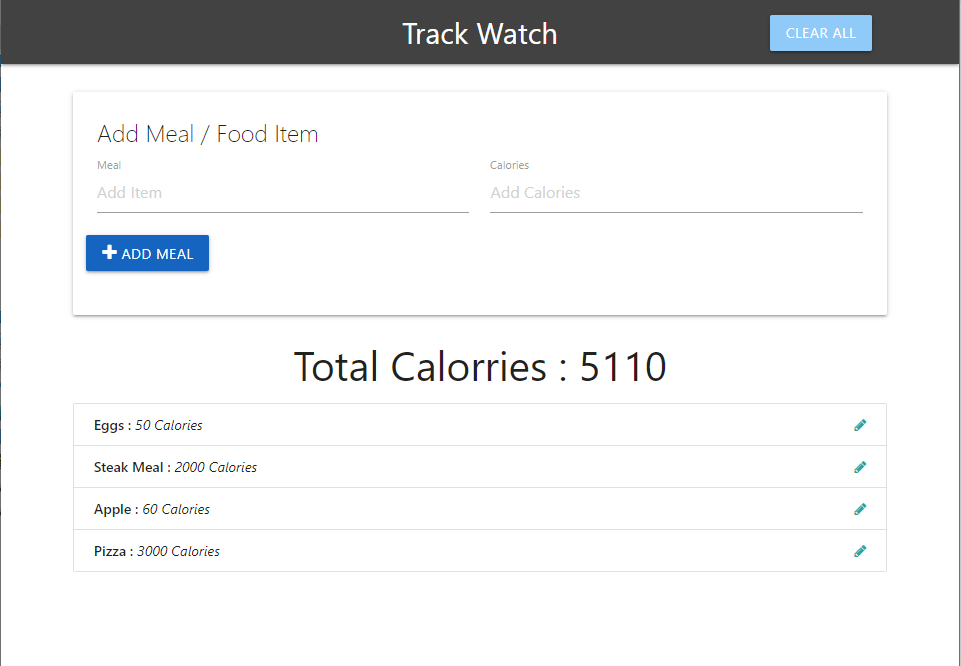 Track Watch
CLEAR ALL
Add Meal / Food Item
Meal
Calories
Add Item
Add Calories
ADD MEAL
Total Calorries : 5110
Eggs : 50 Calories
Steak Meal : 2000 Calories
Apple : 60 Calories
Pizza : 3000 Calories